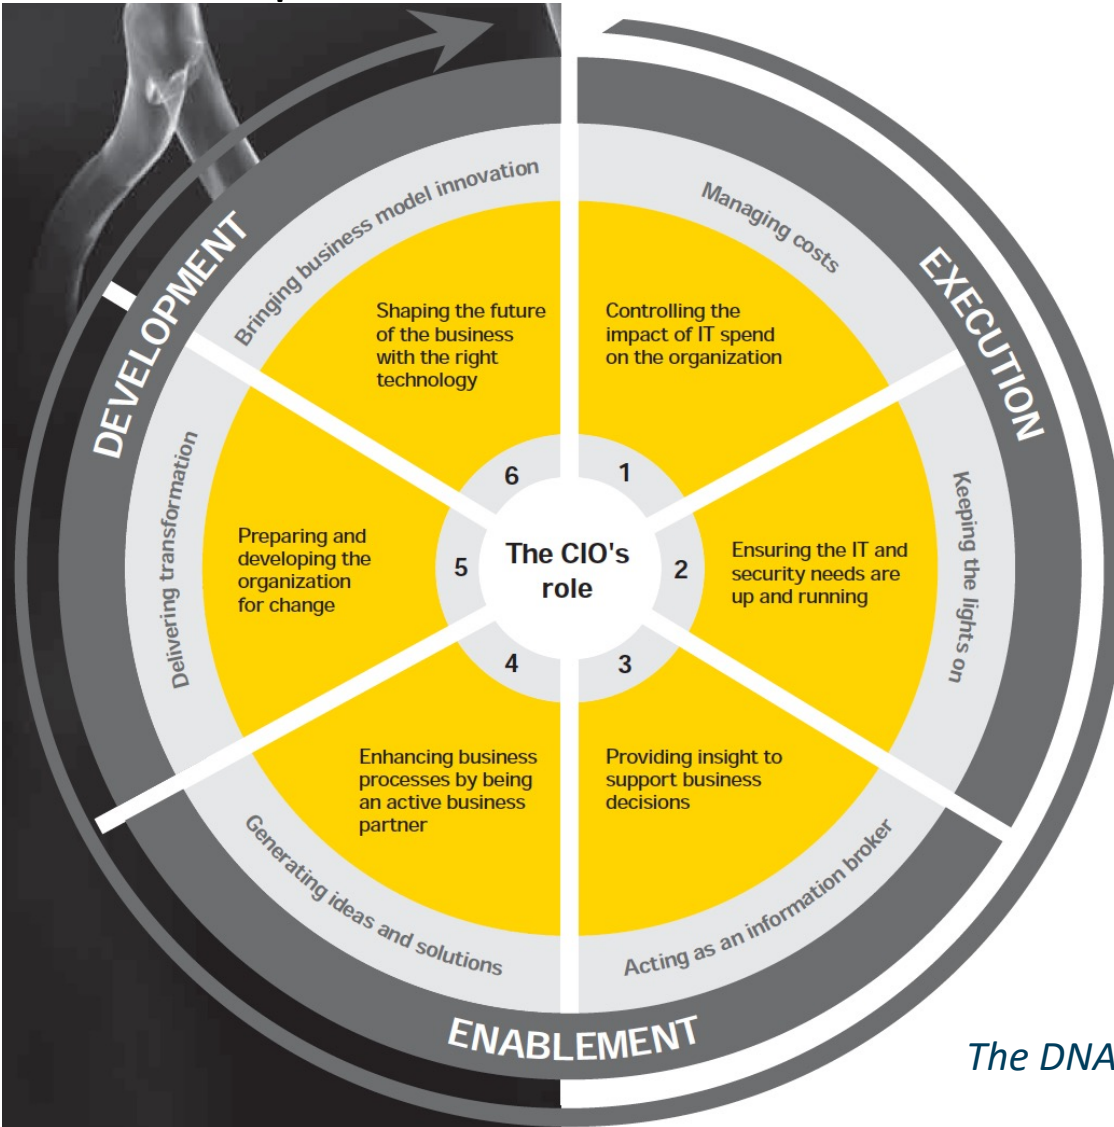 DEVELOPMENT
EXECUTION
ENABLEMENT
Bringing business model innovation
Managing costs
Keeping the lights on
Acting as an information broker
Generating ideas and solutions
Delivering transformation
The CIO's
role
1
Controlling the
impact of IT spend
on the organization
2
Ensuring the IT and
security needs are
up and running
3
Providing insight to
support business
decisions
4
Enhancing business
processes by being
an active business
partner
5
Preparing and
developing the
organization
for change
6
Shaping the future
of the business
with the right
technology
The DNA